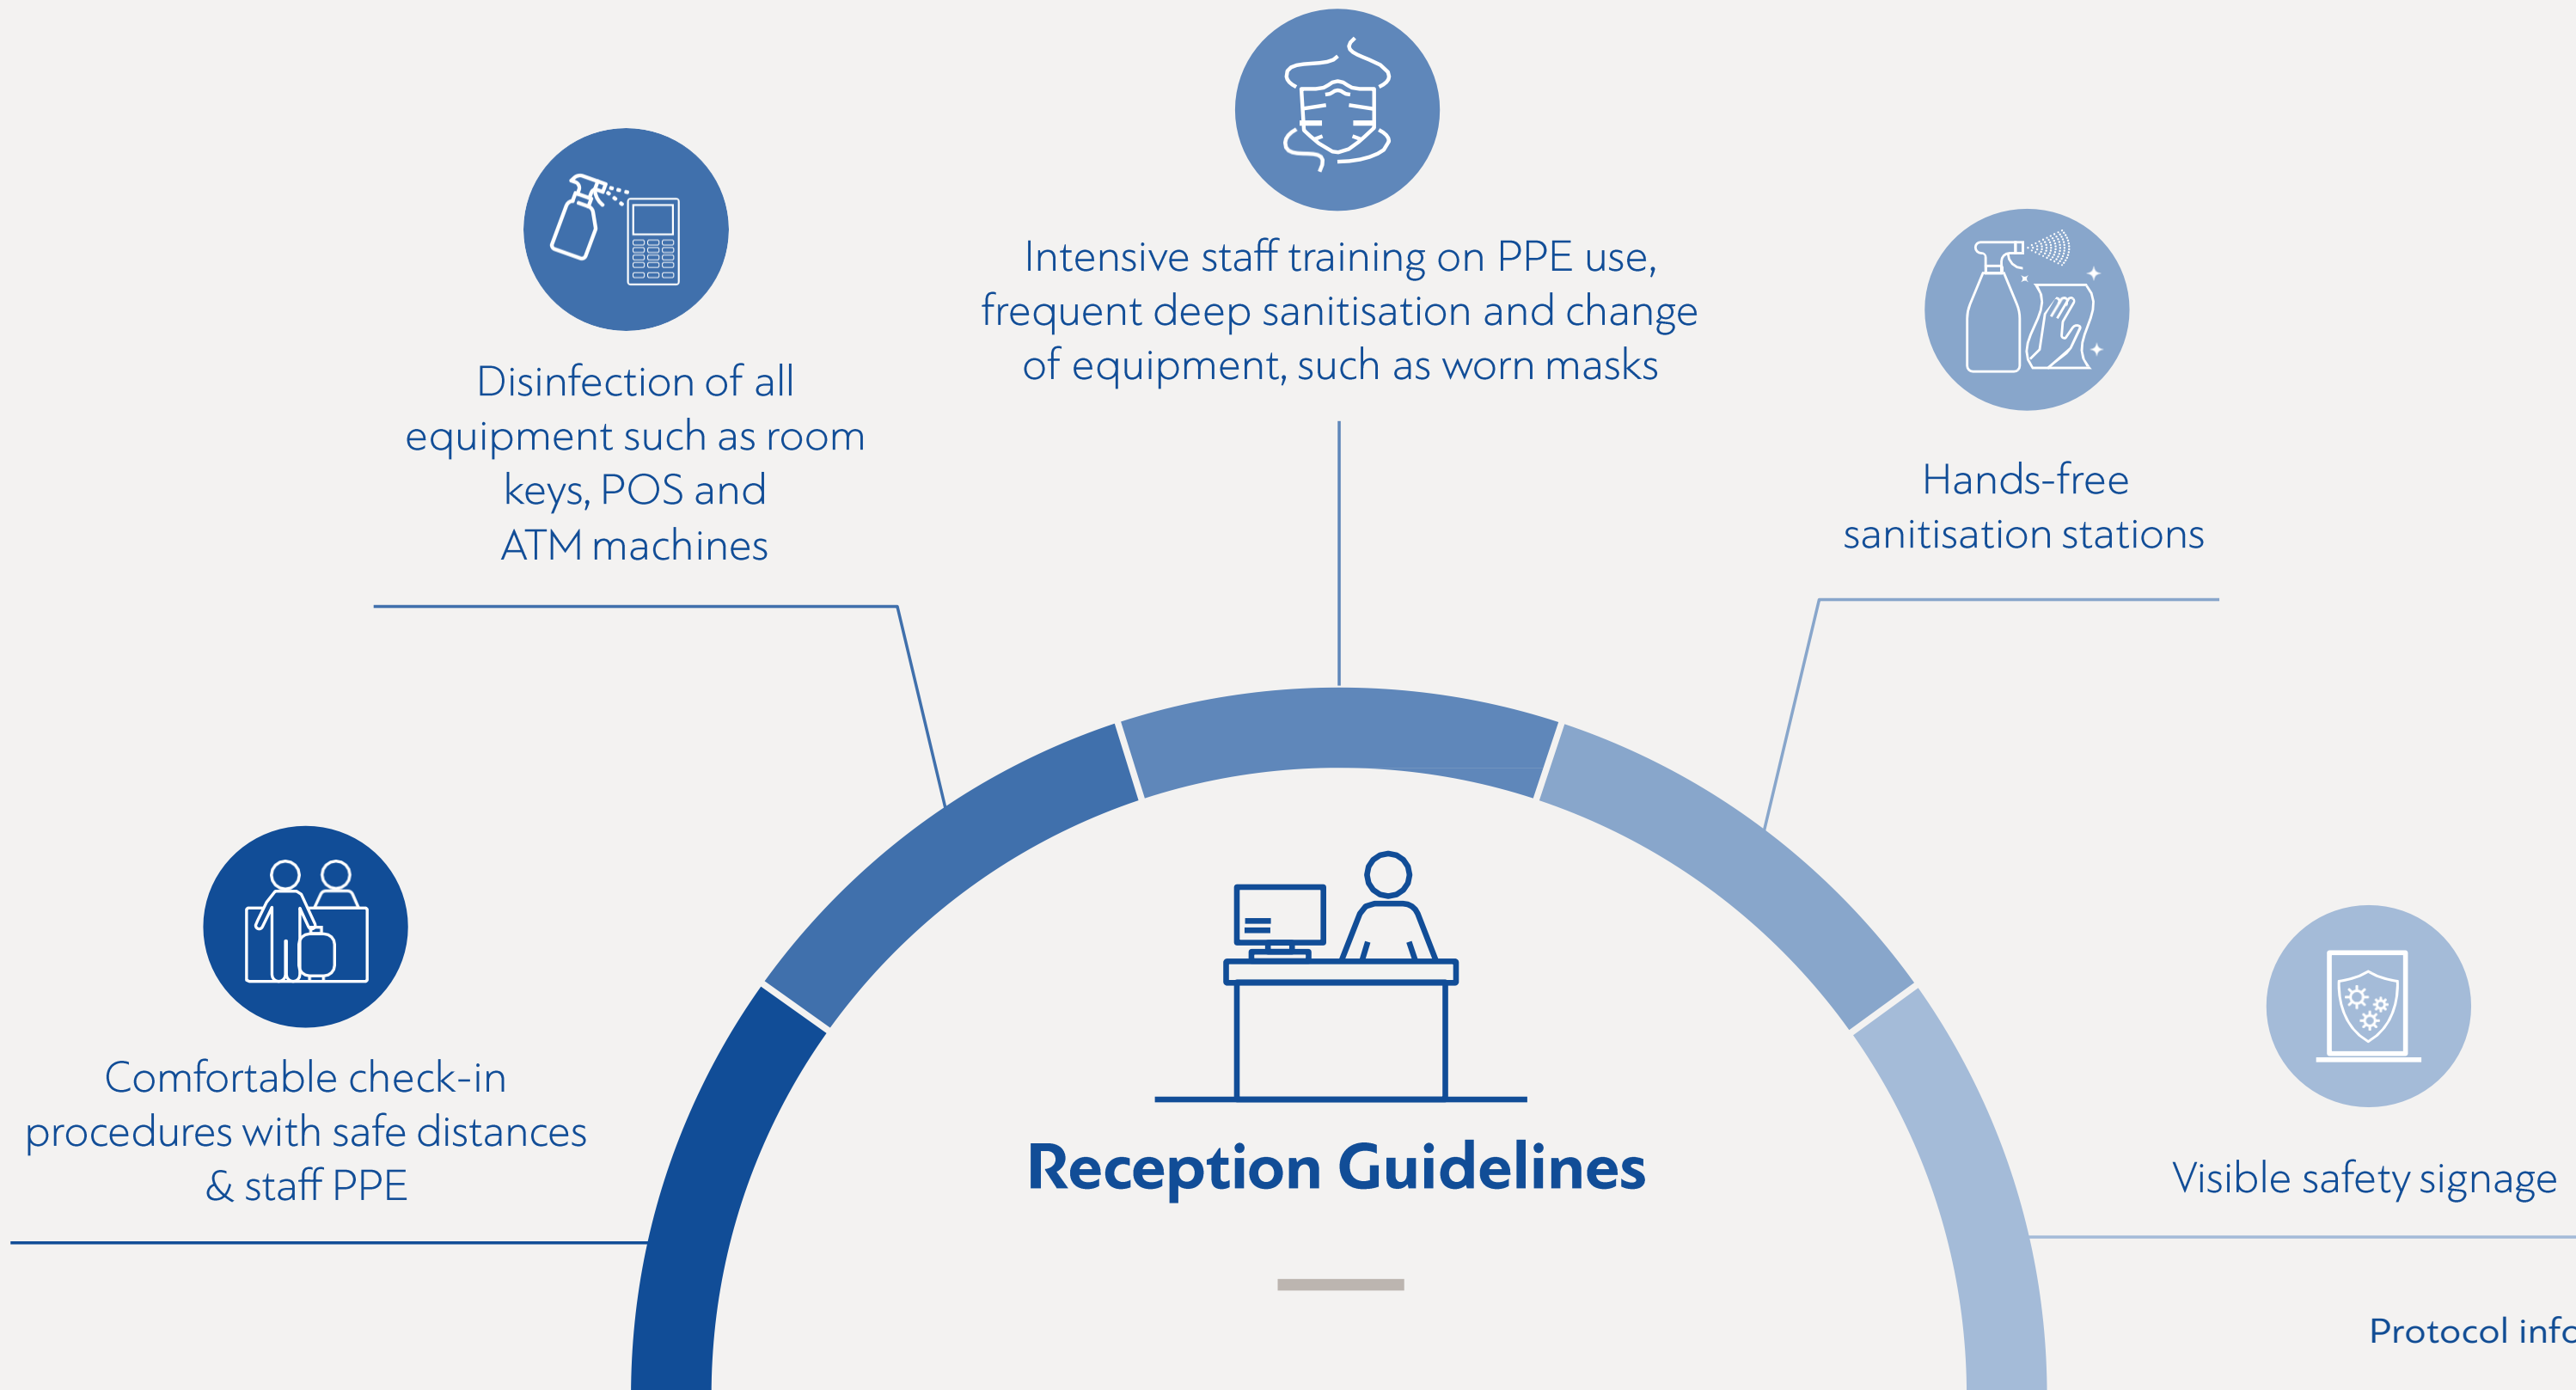 Intensive staff training on PPE use,
frequent deep sanitisation and change
of equipment, such as worn masks
Disinfection of all
equipment such as room
keys, POS and
ATM machines
Hands-free
sanitisation stations
Comfortable check-in
procedures with safe distances
& staff PPE
Reception Guidelines
Visible safety signage
Protocol info